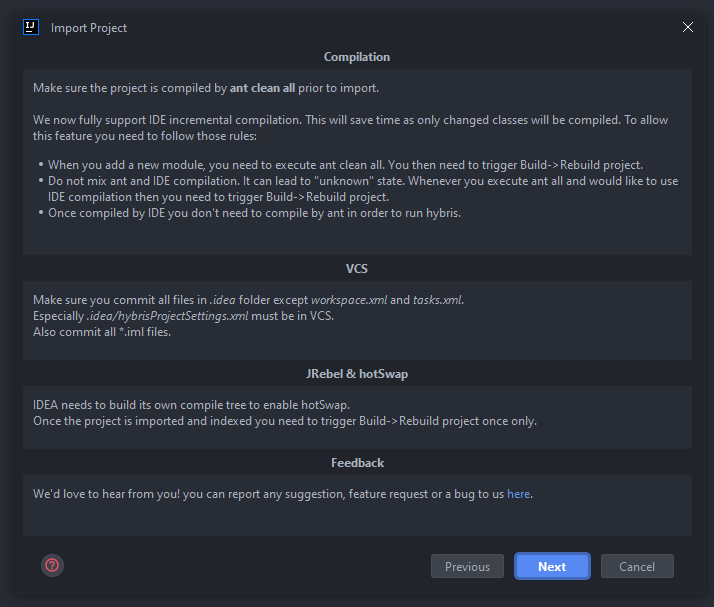 IJ
Import Project
Compilation
Make sure the project is compiled by ant clean all prior to import.
We now fully support IDE incremental compilation. This will save time as only changed classes will be compiled. To allow
this feature you need to follow those rules:
• When you add a new module, you need to execute ant clean all. You then need to trigger Build->Rebuild project.
• Do not mix ant and IDE compilation. It can lead to "unknown" state. Whenever you execute ant all and would like to use
IDE compilation then you need to trigger Build->Rebuild project.
• Once compiled by IDE you don't need to compile by ant in order to run hybris.
VCS
Make sure you commit all files in .idea folder except workspace.xml and tasks.xml.
Especially .idea/hybrisProjectSettings.xml must be in VCS.
Also commit all *.iml files.
JRebel & hotSwap
IDEA needs to build its own compile tree to enable hotSwap.
Once the project is imported and indexed you need to trigger Build->Rebuild project once only.
Feedback
We'd love to hear from you! you can report any suggestion, feature request or a bug to us here.
?
Previous
Next
Cancel